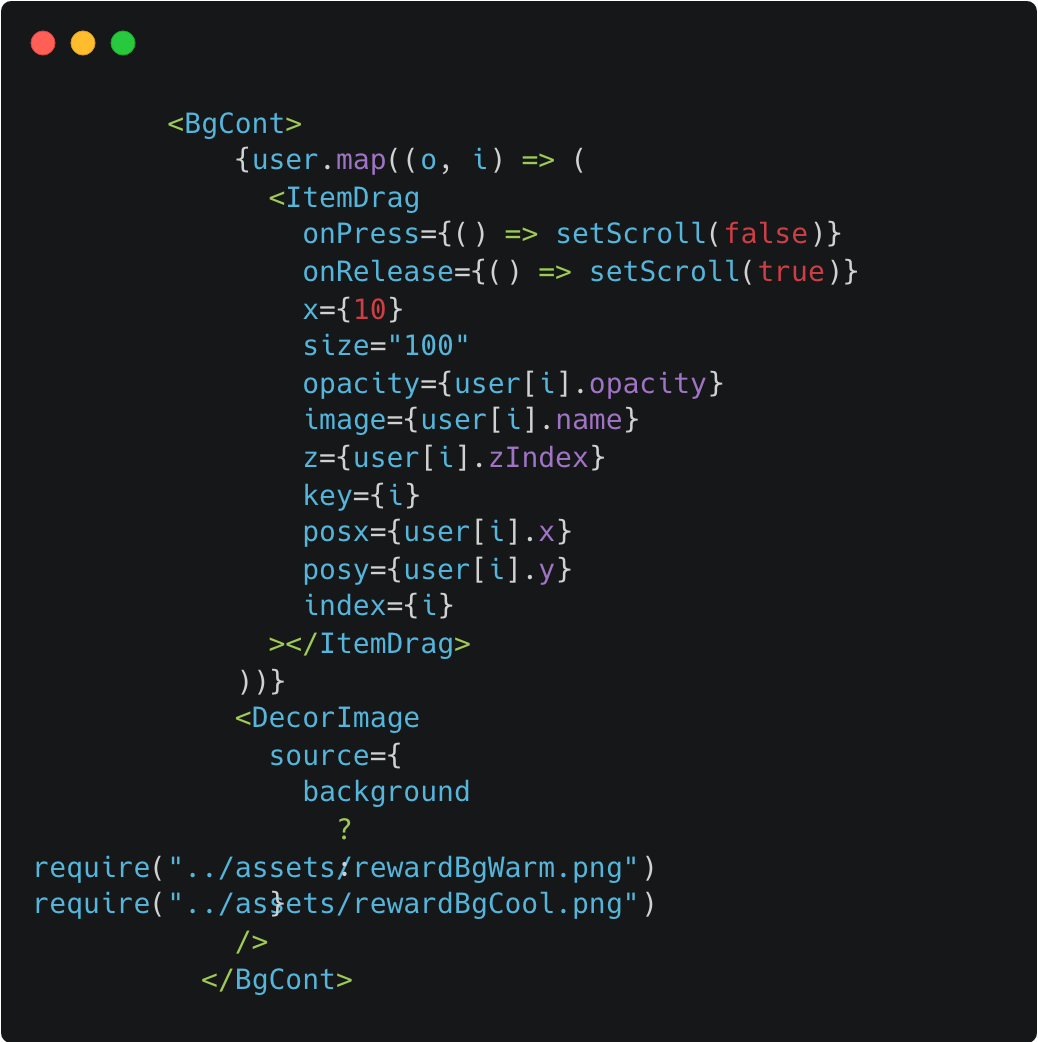 <BgCont>
{user.map((o, i) => (
<ItemDrag
onPress={() => setScroll(false)}
onRelease={() => setScroll(true)}
x={10}
size="100"
opacity={user[i].opacity}
image={user[i].name}
z={user[i].zIndex}
key={i}
posx={user[i].x}
posy={user[i].y}
index={i}
></ItemDrag>
))}
<DecorImage
source={
background
?
require("../assets/rewardBgWarm.png")
:
require("../assets/rewardBgCool.png")
}
/>
</BgCont>